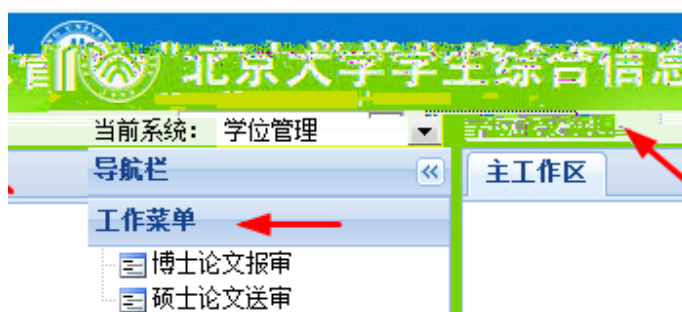 北京大学学生综合信息
当前系统： 学位管理
导航栏
主工作区
工作菜单
博士论文报审
硕士论文送审